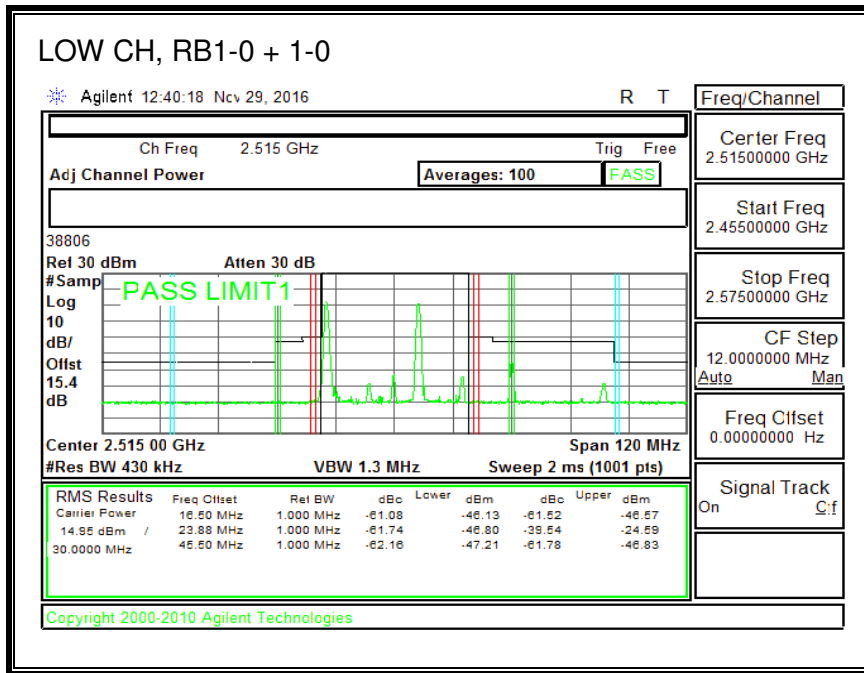 LOW CH, RB1-0 + 1-0
Agilent 12:40:18 Nov 29, 2016 R T
Ch Freq 2.515 GHz Trig Free
Adj Channel Power Averages: 100 PASS
38806
Ref 30 dBm Atten 30 dB
#Samp
Log
10
dB/
Offst
15.4
dB
PASS LIMIT1
Center 2.515 00 GHz Span 120 MHz
#Res BW 430 kHz VBW 1.3 MHz Sweep 2 ms (1001 pts)
RMS Results Freq Offset Ref BW dBc Lower dBm dBc Upper dBm
Carrier Power 16.50 MHz 1.000 MHz -61.08 -46.13 -61.52 -46.57
14.95 dBm / 23.88 MHz 1.000 MHz -61.74 -46.80 -39.54 -24.59
30.0000 MHz 45.50 MHz 1.000 MHz -62.16 -47.21 -61.78 -46.83
Copyright 2000-2010 Agilent Technologies
Freq/Channel
Center Freq
2.51500000 GHz
Start Freq
2.45500000 GHz
Stop Freq
2.57500000 GHz
CF Step
12.0000000 MHz
Auto Man
Freq Offset
0.00000000 Hz
Signal Track
On Off